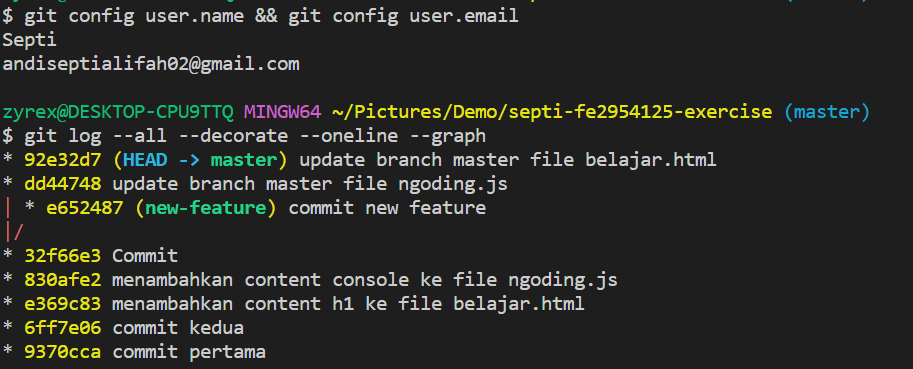 $ git config user.name && git config user.email
Septi
andiseptialifah02@gmail.com
zyrex@DESKTOP-CPU9TTQ MINGW64 ~/Pictures/Demo/septi-fe2954125-exercise (master)
$ git log --all --decorate --oneline --graph
* 92e32d7 (HEAD -> master) update branch master file belajar.html
* dd44748 update branch master file ngoding.js
| * e652487 (new-feature) commit new feature
|/
* 32f66e3 Commit
* 830afe2 menambahkan content console ke file ngoding.js
* e369c83 menambahkan content h1 ke file belajar.html
* 6ff7e06 commit kedua
* 9370cca commit pertama